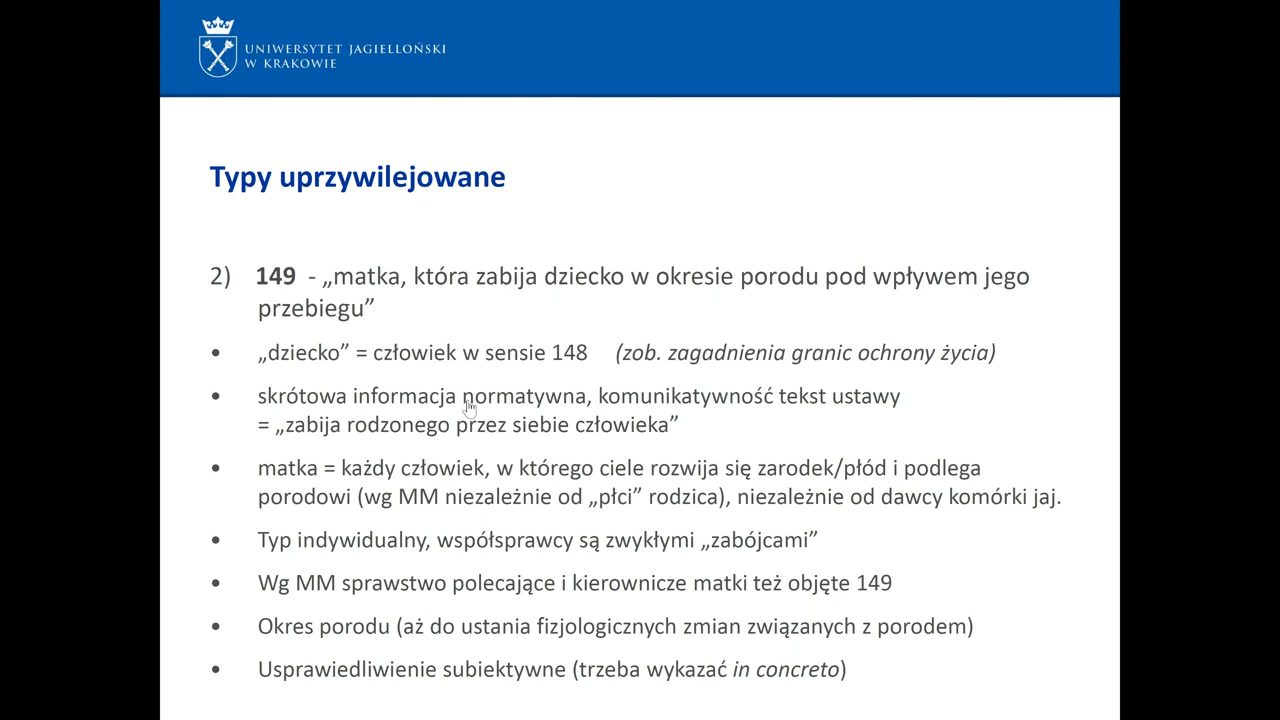 UNIWERSYTET JAGIELLOŃSKI
W KRAKOWIE
Typy uprzywilejowane
2) 149 - „matka, która zabija dziecko w okresie porodu pod wpływem jego
przebiegu”
• „dziecko” = człowiek w sensie 148 (zob. zagadnienia granic ochrony życia)
• skrótowa informacja normatywna, komunikatywność tekst ustawy
= „zabija rodzonego przez siebie człowieka”
• matka = każdy człowiek, w którego ciele rozwija się zarodek/płód i podlega
porodowi (wg MM niezależnie od „płci” rodzica), niezależnie od dawcy komórki jaj.
• Typ indywidualny, współsprawcy są zwykłymi „zabójcami”
• Wg MM sprawstwo polecające i kierownicze matki też objęte 149
• Okres porodu (aż do ustania fizjologicznych zmian związanych z porodem)
• Usprawiedliwienie subiektywne (trzeba wykazać in concreto)